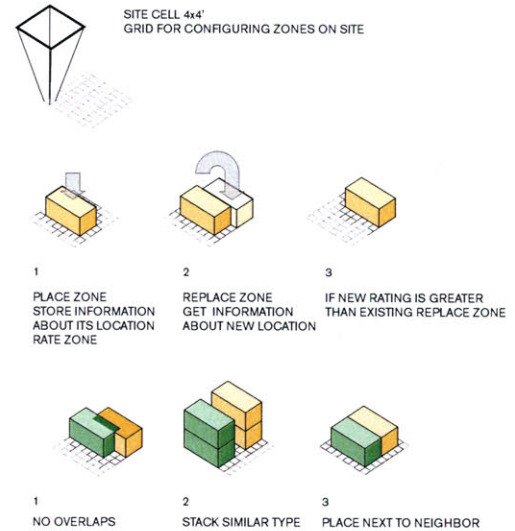 SITE CELL 4x4'
GRID FOR CONFIGURING ZONES ON SITE
1
PLACE ZONE
STORE INFORMATION
ABOUT ITS LOCATION
RATE ZONE
2
REPLACE ZONE
GET INFORMATION
ABOUT NEW LOCATION
3
IF NEW RATING IS GREATER
THAN EXISTING REPLACE ZONE
1
NO OVERLAPS
2
STACK SIMILAR TYPE
3
PLACE NEXT TO NEIGHBOR